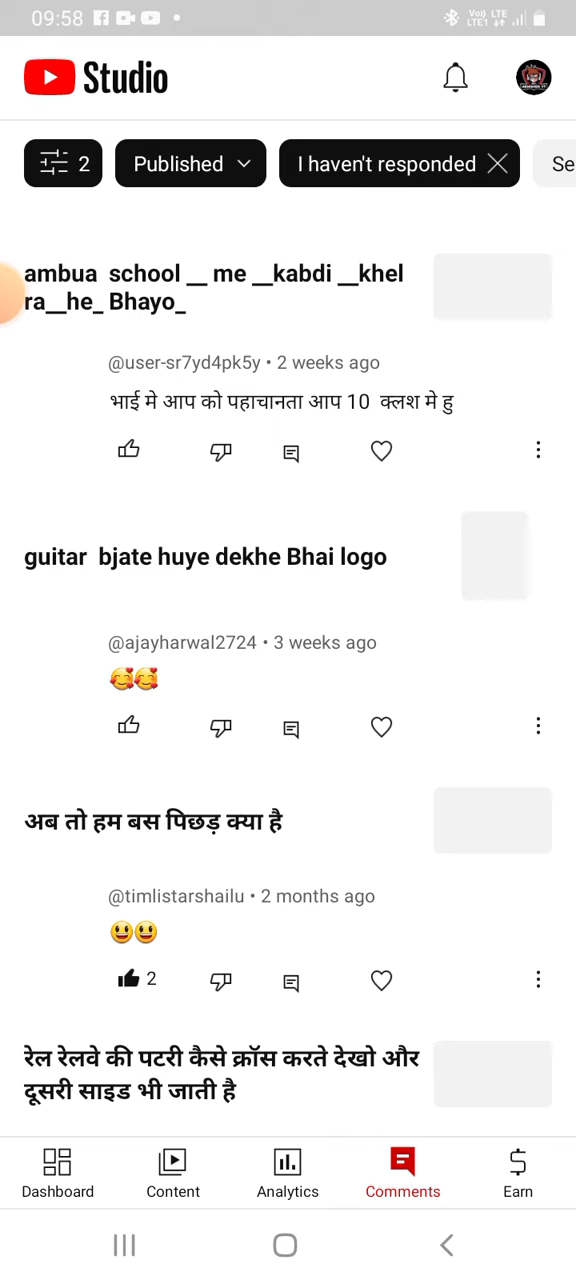 09:58 Voj) LTE LTE1
Studio
2 Published I haven't responded Se
ambua school __ me __kabdi __khel
ra__he_ Bhayo_
@user-sr7yd4pk5y • 2 weeks ago
भाई मे आप को पहाचानता आप 10 क्लश मे हु
guitar bjate huye dekhe Bhai logo
@ajayharwal2724 • 3 weeks ago
🥰🥰
अब तो हम बस पिछड़ क्या है
@timlistarshailu • 2 months ago
😃😃
2
रेल रेलवे की पटरी कैसे क्रॉस करते देखो और
दूसरी साइड भी जाती है
Dashboard Content Analytics Comments Earn